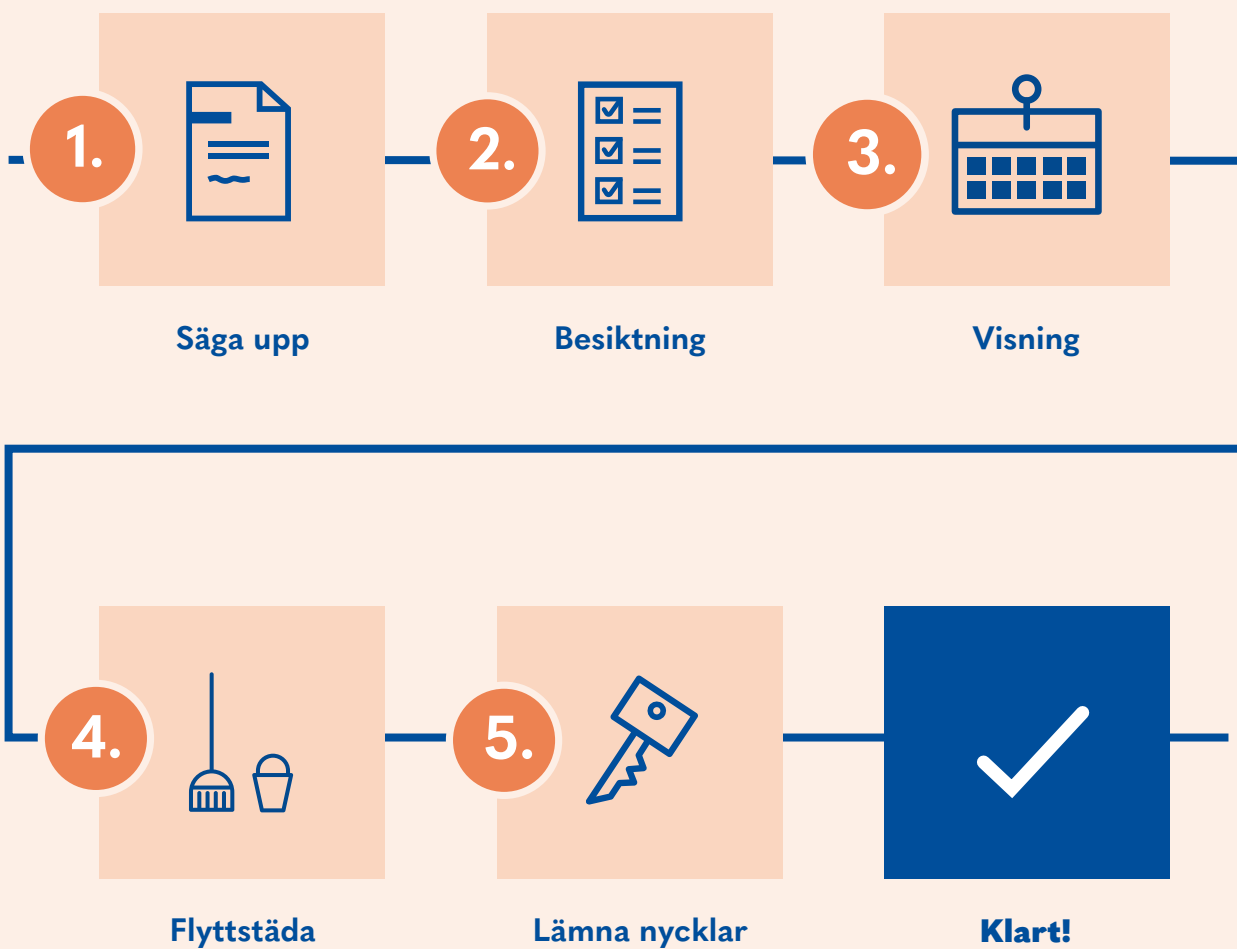 1.
2.
3.
Säga upp
Besiktning
Visning
4.
5.
Flyttstäda
Lämna nycklar
Klart!